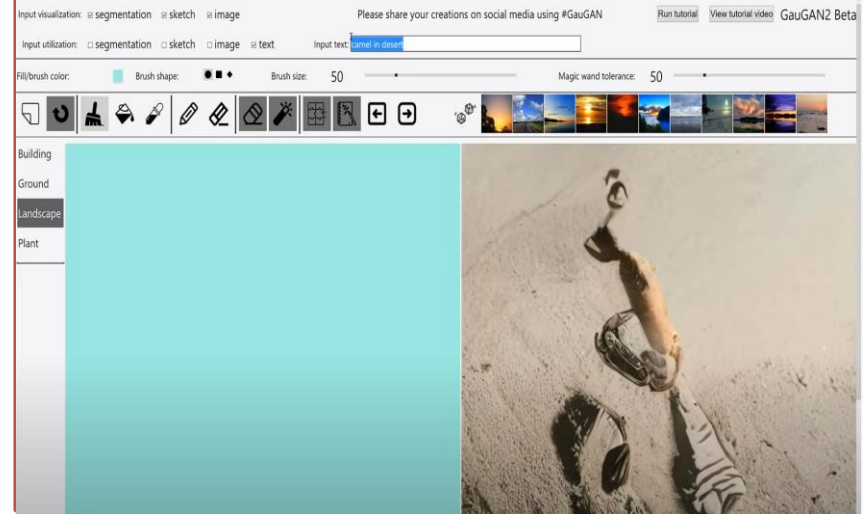 Input visualization: segmentation sketch image Please share your creations on social media using #GauGAN Run tutorial View tutorial video GauGAN2 Beta
Input utilization: segmentation sketch image text Input text: camel in desert
Fill/brush color: Brush shape: Brush size: 50 Magic wand tolerance: 50
Building
Ground
Landscape
Plant